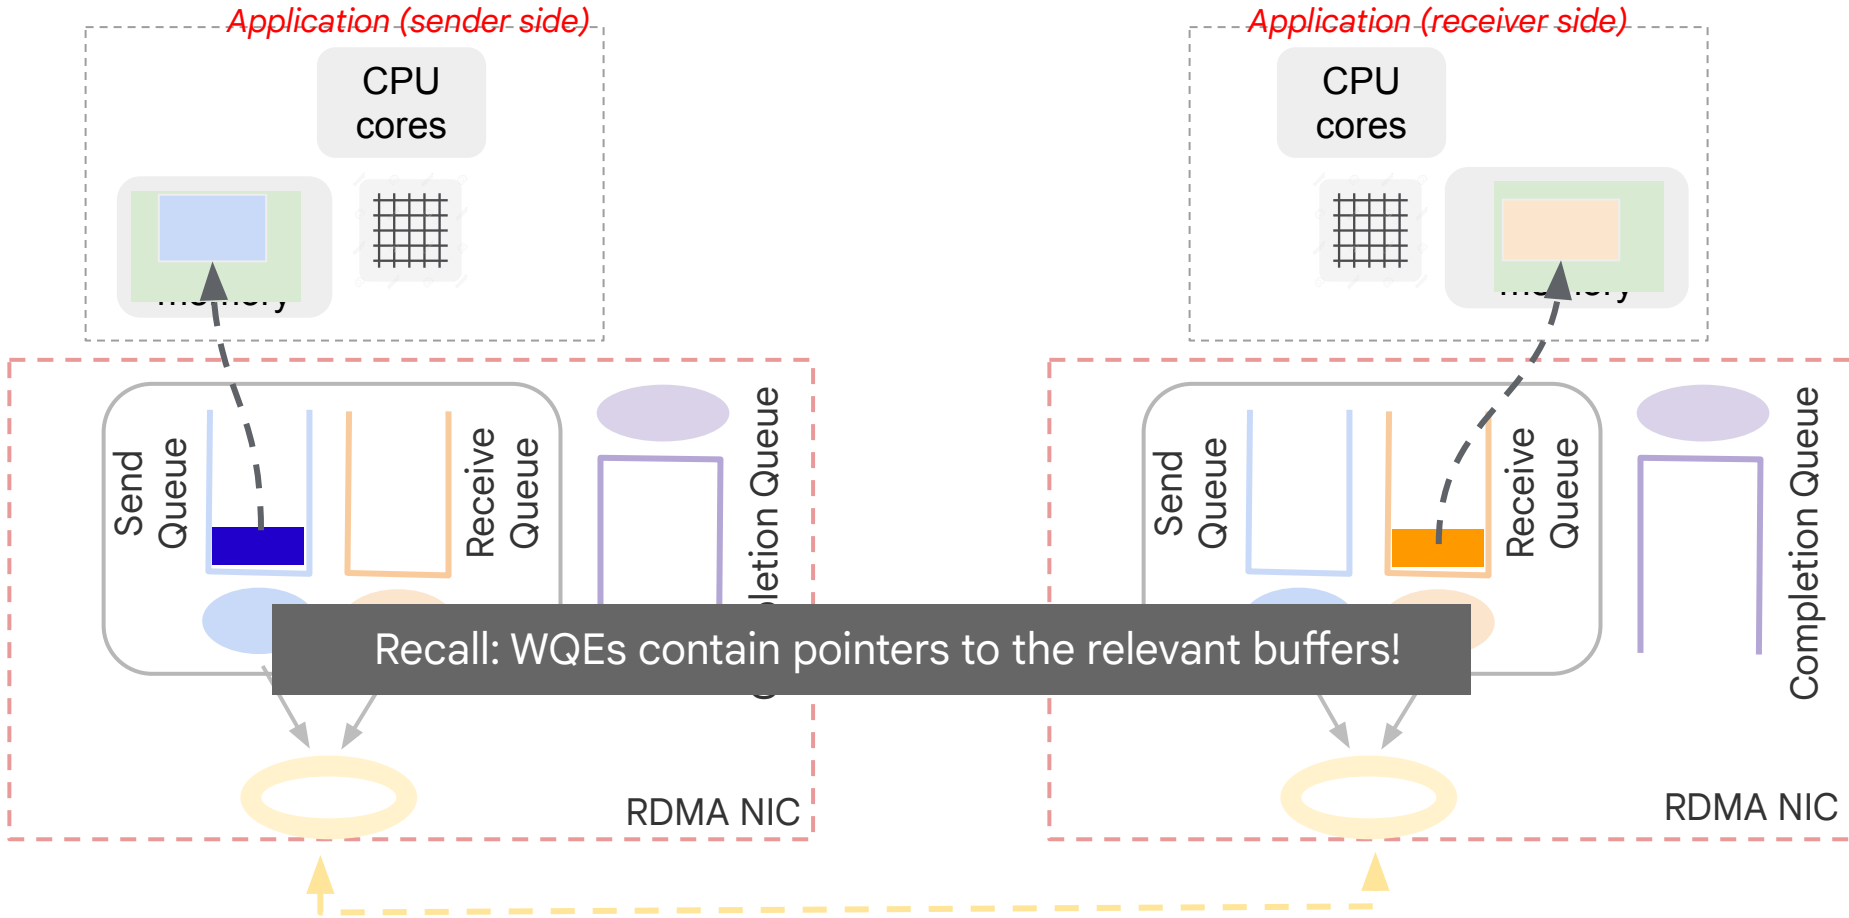 Application (sender side)
Application (receiver side)
CPU
cores
CPU
cores
Send
Queue
Receive
Queue
Send
Queue
Receive
Queue
Completion Queue
Recall: WQEs contain pointers to the relevant buffers!
RDMA NIC
RDMA NIC